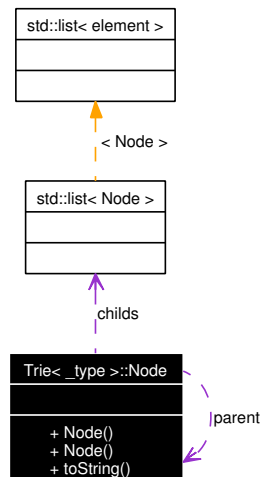 std::list< element >
< Node >
std::list< Node >
childs
Trie< _type >::Node
parent
+ Node()
+ Node()
+ toString()